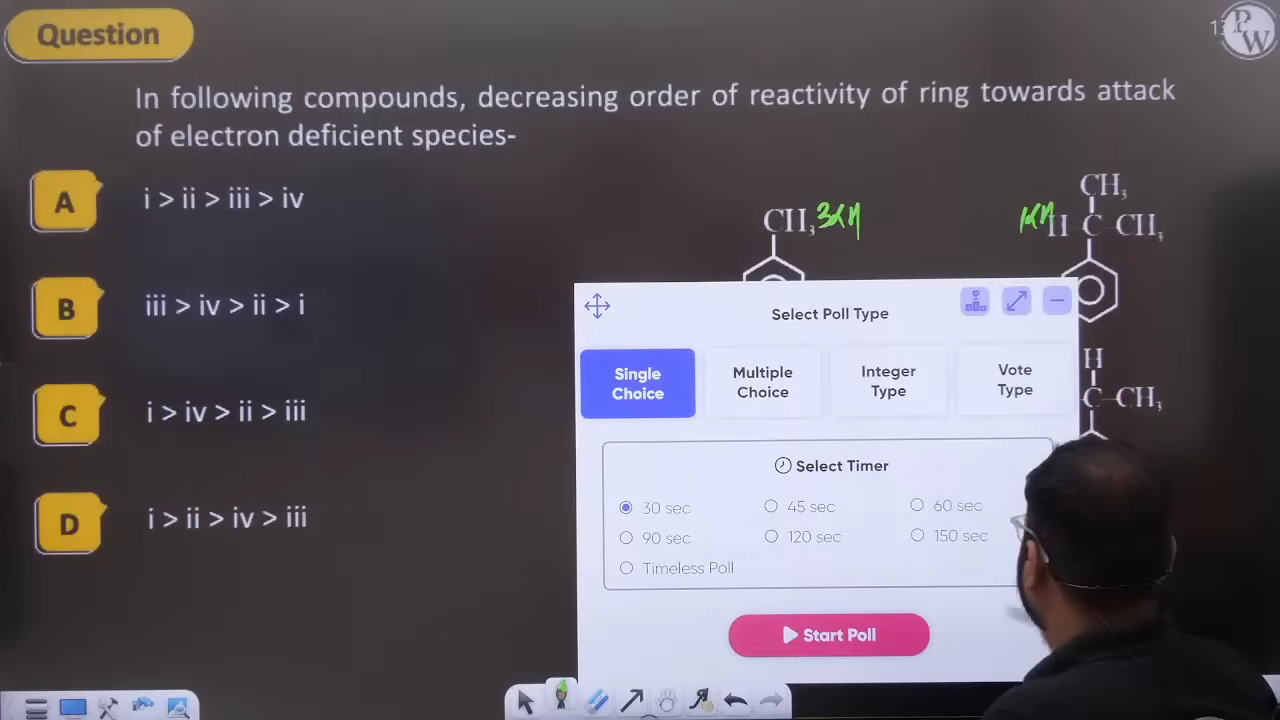 Question
In following compounds, decreasing order of reactivity of ring towards attack
of electron deficient species-
A
i > ii > iii > iv
B
iii > iv > ii > i
C
i > iv > ii > iii
D
i > ii > iv > iii
CH₃ 3αH
CH₃
1αH H C CH₃
H
C CH₃
Select Poll Type
Single
Choice
Multiple
Choice
Integer
Type
Vote
Type
Select Timer
30 sec
45 sec
60 sec
90 sec
120 sec
150 sec
Timeless Poll
Start Poll
PW